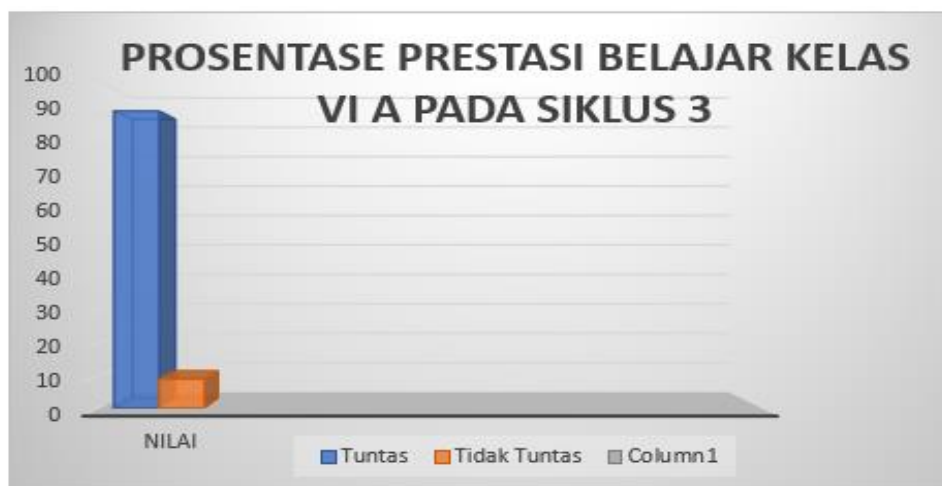 PROSENTASE PRESTASI BELAJAR KELAS
VI A PADA SIKLUS 3
100
90
80
70
60
50
40
30
20
10
0
NILAI
Tuntas
Tidak Tuntas
Column1